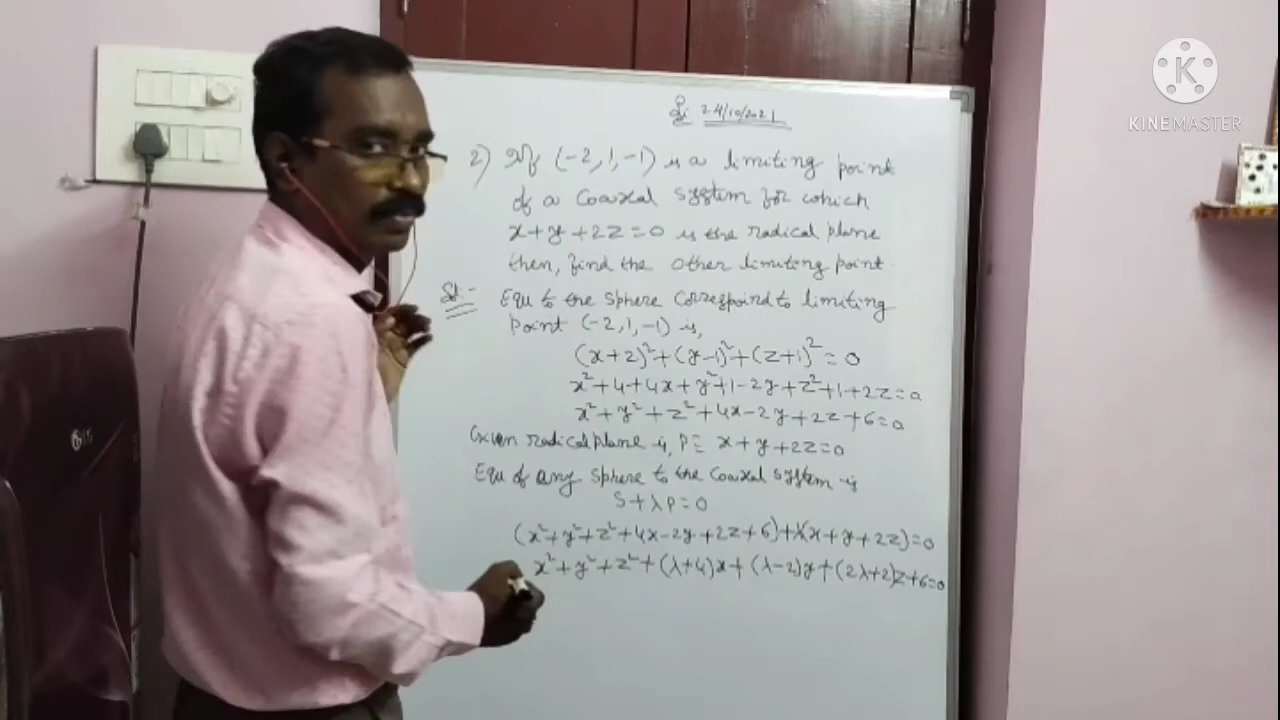 24/10/2021
2) If (-2, 1, -1) is a limiting point
of a Coaxal system for which
x+y+2z=0 is the radical plane
then, find the other limiting point
Sol:- Equ to the sphere correspoind to limiting
point (-2, 1, -1) is,
(x+2)²+(y-1)²+(z+1)²=0
x²+4+4x+y²+1-2y+z²+1+2z=0
x²+y²+z²+4x-2y+2z+6=0
Given radical plane is, P≡ x+y+2z=0
Equ of any sphere to the coaxal system is
S+λP=0
(x²+y²+z²+4x-2y+2z+6)+λ(x+y+2z)=0
x²+y²+z²+(λ+4)x+(λ-2)y+(2λ+2)z+6=0
KINEMASTER